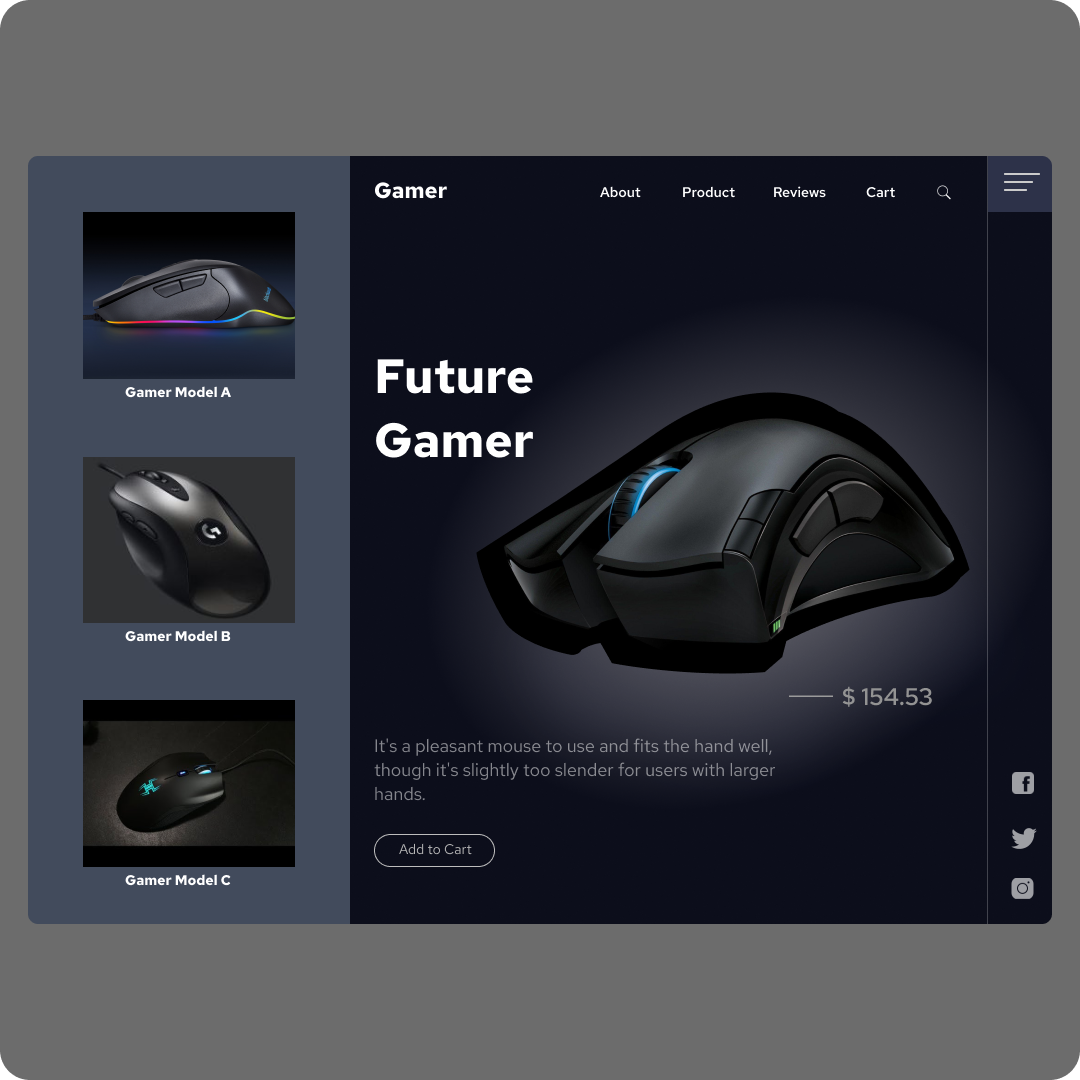 Gamer
About
Product
Reviews
Cart
Gamer Model A
Gamer Model B
Gamer Model C
Future
Gamer
$ 154.53
It's a pleasant mouse to use and fits the hand well,
though it's slightly too slender for users with larger
hands.
Add to Cart